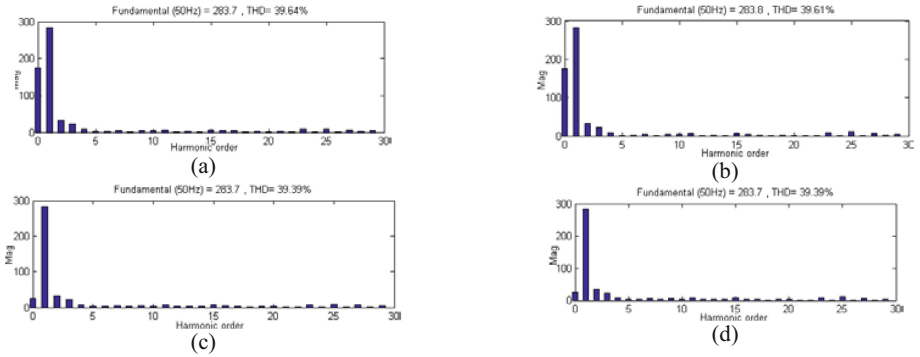 Fundamental (50Hz) = 283.7 , THD= 39.64%
300
200
100
0
Mag
0 5 10 15 20 25 30
Harmonic order
(a)
Fundamental (50Hz) = 283.8 , THD= 39.61%
300
200
100
0
Mag
0 5 10 15 20 25
Harmonic order
(b)
Fundamental (50Hz) = 283.7 , THD= 39.39%
300
200
100
0
Mag
0 5 10 15 20 25 30
Harmonic order
(c)
Fundamental (50Hz) = 283.7 , THD= 39.39%
300
200
100
0
Mag
0 5 10 15 20 25 30
Harmonic order
(d)